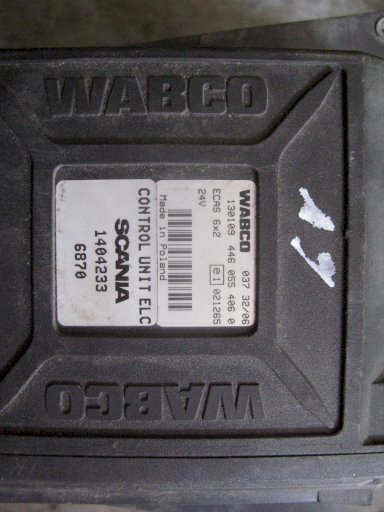 WABCO
WABCO 037 32/06
130109 446 055 406 0
ECAS 6x2
24V e1 021265
Made in Poland
CONTROL UNIT ELC
SCANIA
1404233
6870
WABCO